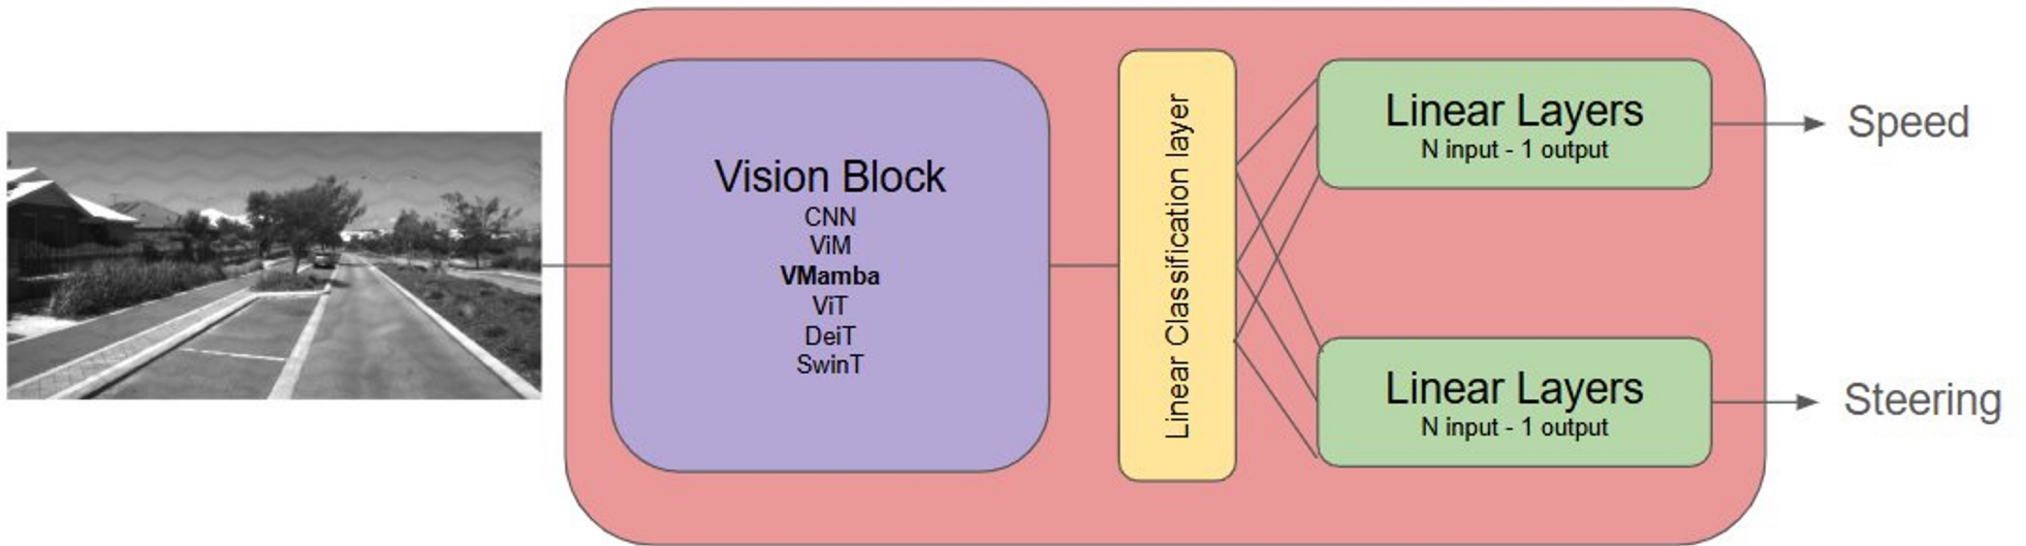 Vision Block
CNN
ViM
VMamba
ViT
DeiT
SwinT
Linear Classification layer
Linear Layers
N input - 1 output
Speed
Linear Layers
N input - 1 output
Steering